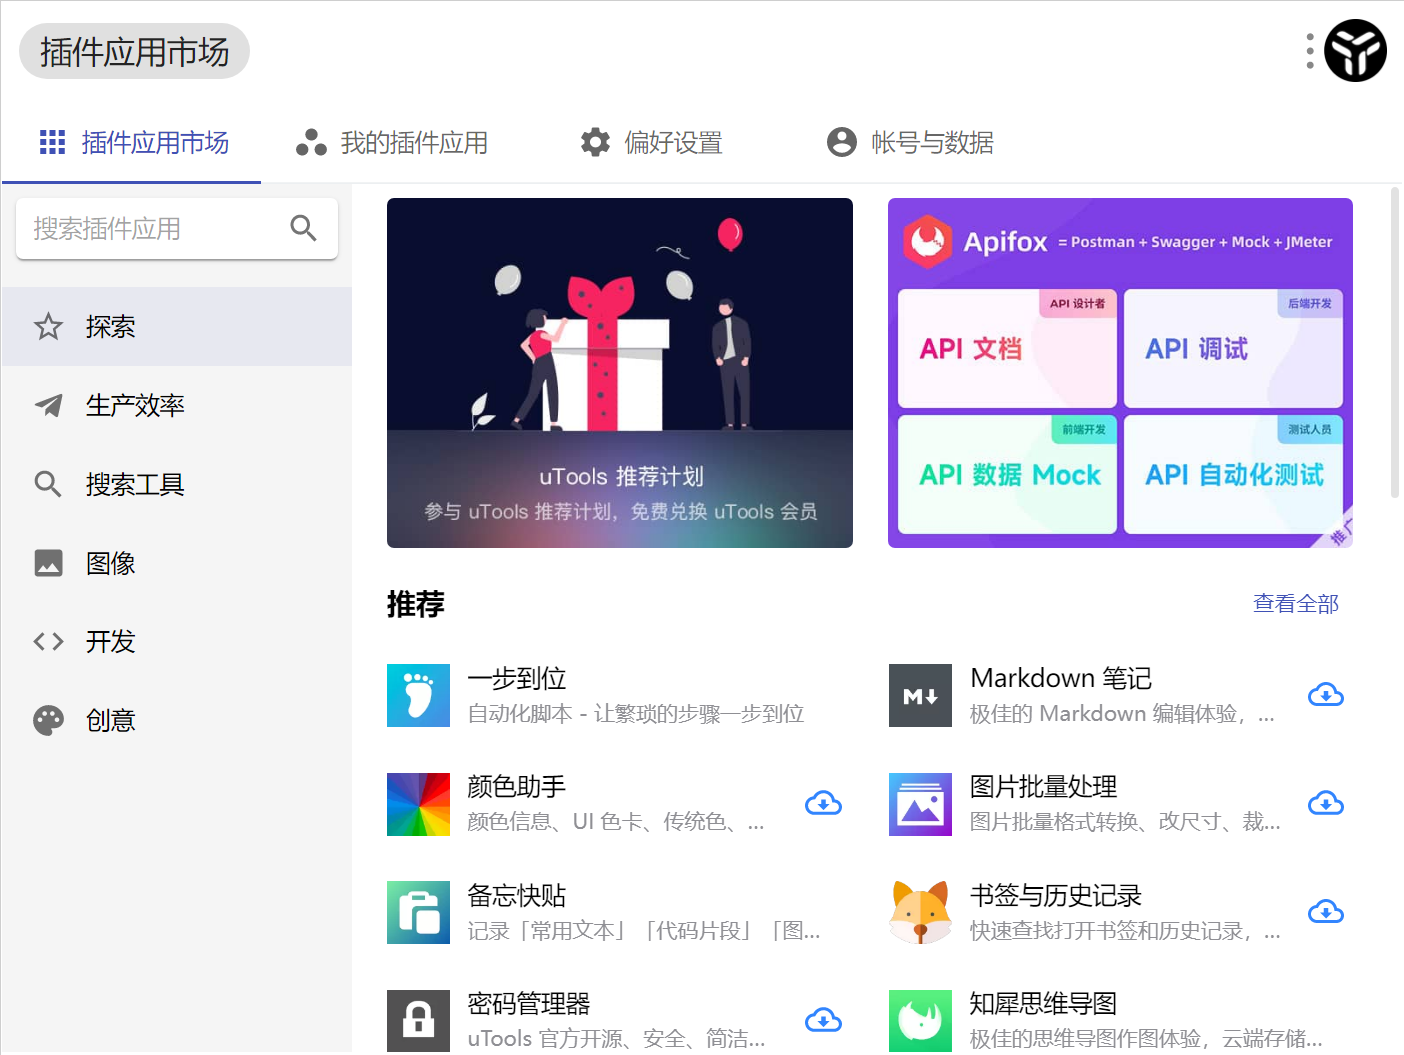 插件应用市场
插件应用市场
我的插件应用
偏好设置
帐号与数据
搜索插件应用
探索
生产效率
搜索工具
图像
开发
创意
uTools 推荐计划
参与 uTools 推荐计划，免费兑换 uTools 会员
Apifox = Postman + Swagger + Mock + JMeter
API 设计者
API 文档
后端开发
API 调试
前端开发
API 数据 Mock
测试人员
API 自动化测试
推广
推荐
查看全部
一步到位
自动化脚本 - 让繁琐的步骤一步到位
Markdown 笔记
极佳的 Markdown 编辑体验，...
颜色助手
颜色信息、UI 色卡、传统色、...
图片批量处理
图片批量格式转换、改尺寸、裁...
备忘快贴
记录「常用文本」「代码片段」「图...
书签与历史记录
快速查找打开书签和历史记录，...
密码管理器
uTools 官方开源、安全、简洁...
知犀思维导图
极佳的思维导图作图体验，云端存储...
M